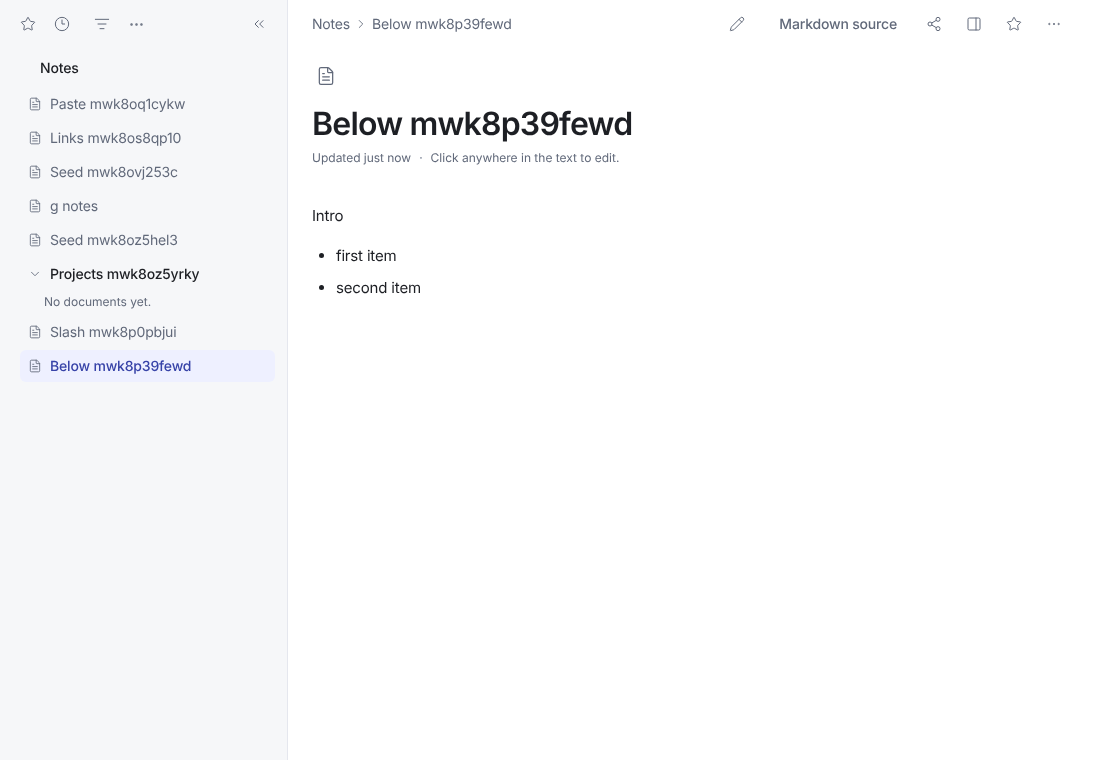 Notes
Paste mwk8oq1cykw
Links mwk8os8qp10
Seed mwk8ovj253c
g notes
Seed mwk8oz5hel3
Projects mwk8oz5yrky
No documents yet.
Slash mwk8p0pbjui
Below mwk8p39fewd
Notes > Below mwk8p39fewd
Markdown source
Below mwk8p39fewd
Updated just now · Click anywhere in the text to edit.
Intro
• first item
• second item